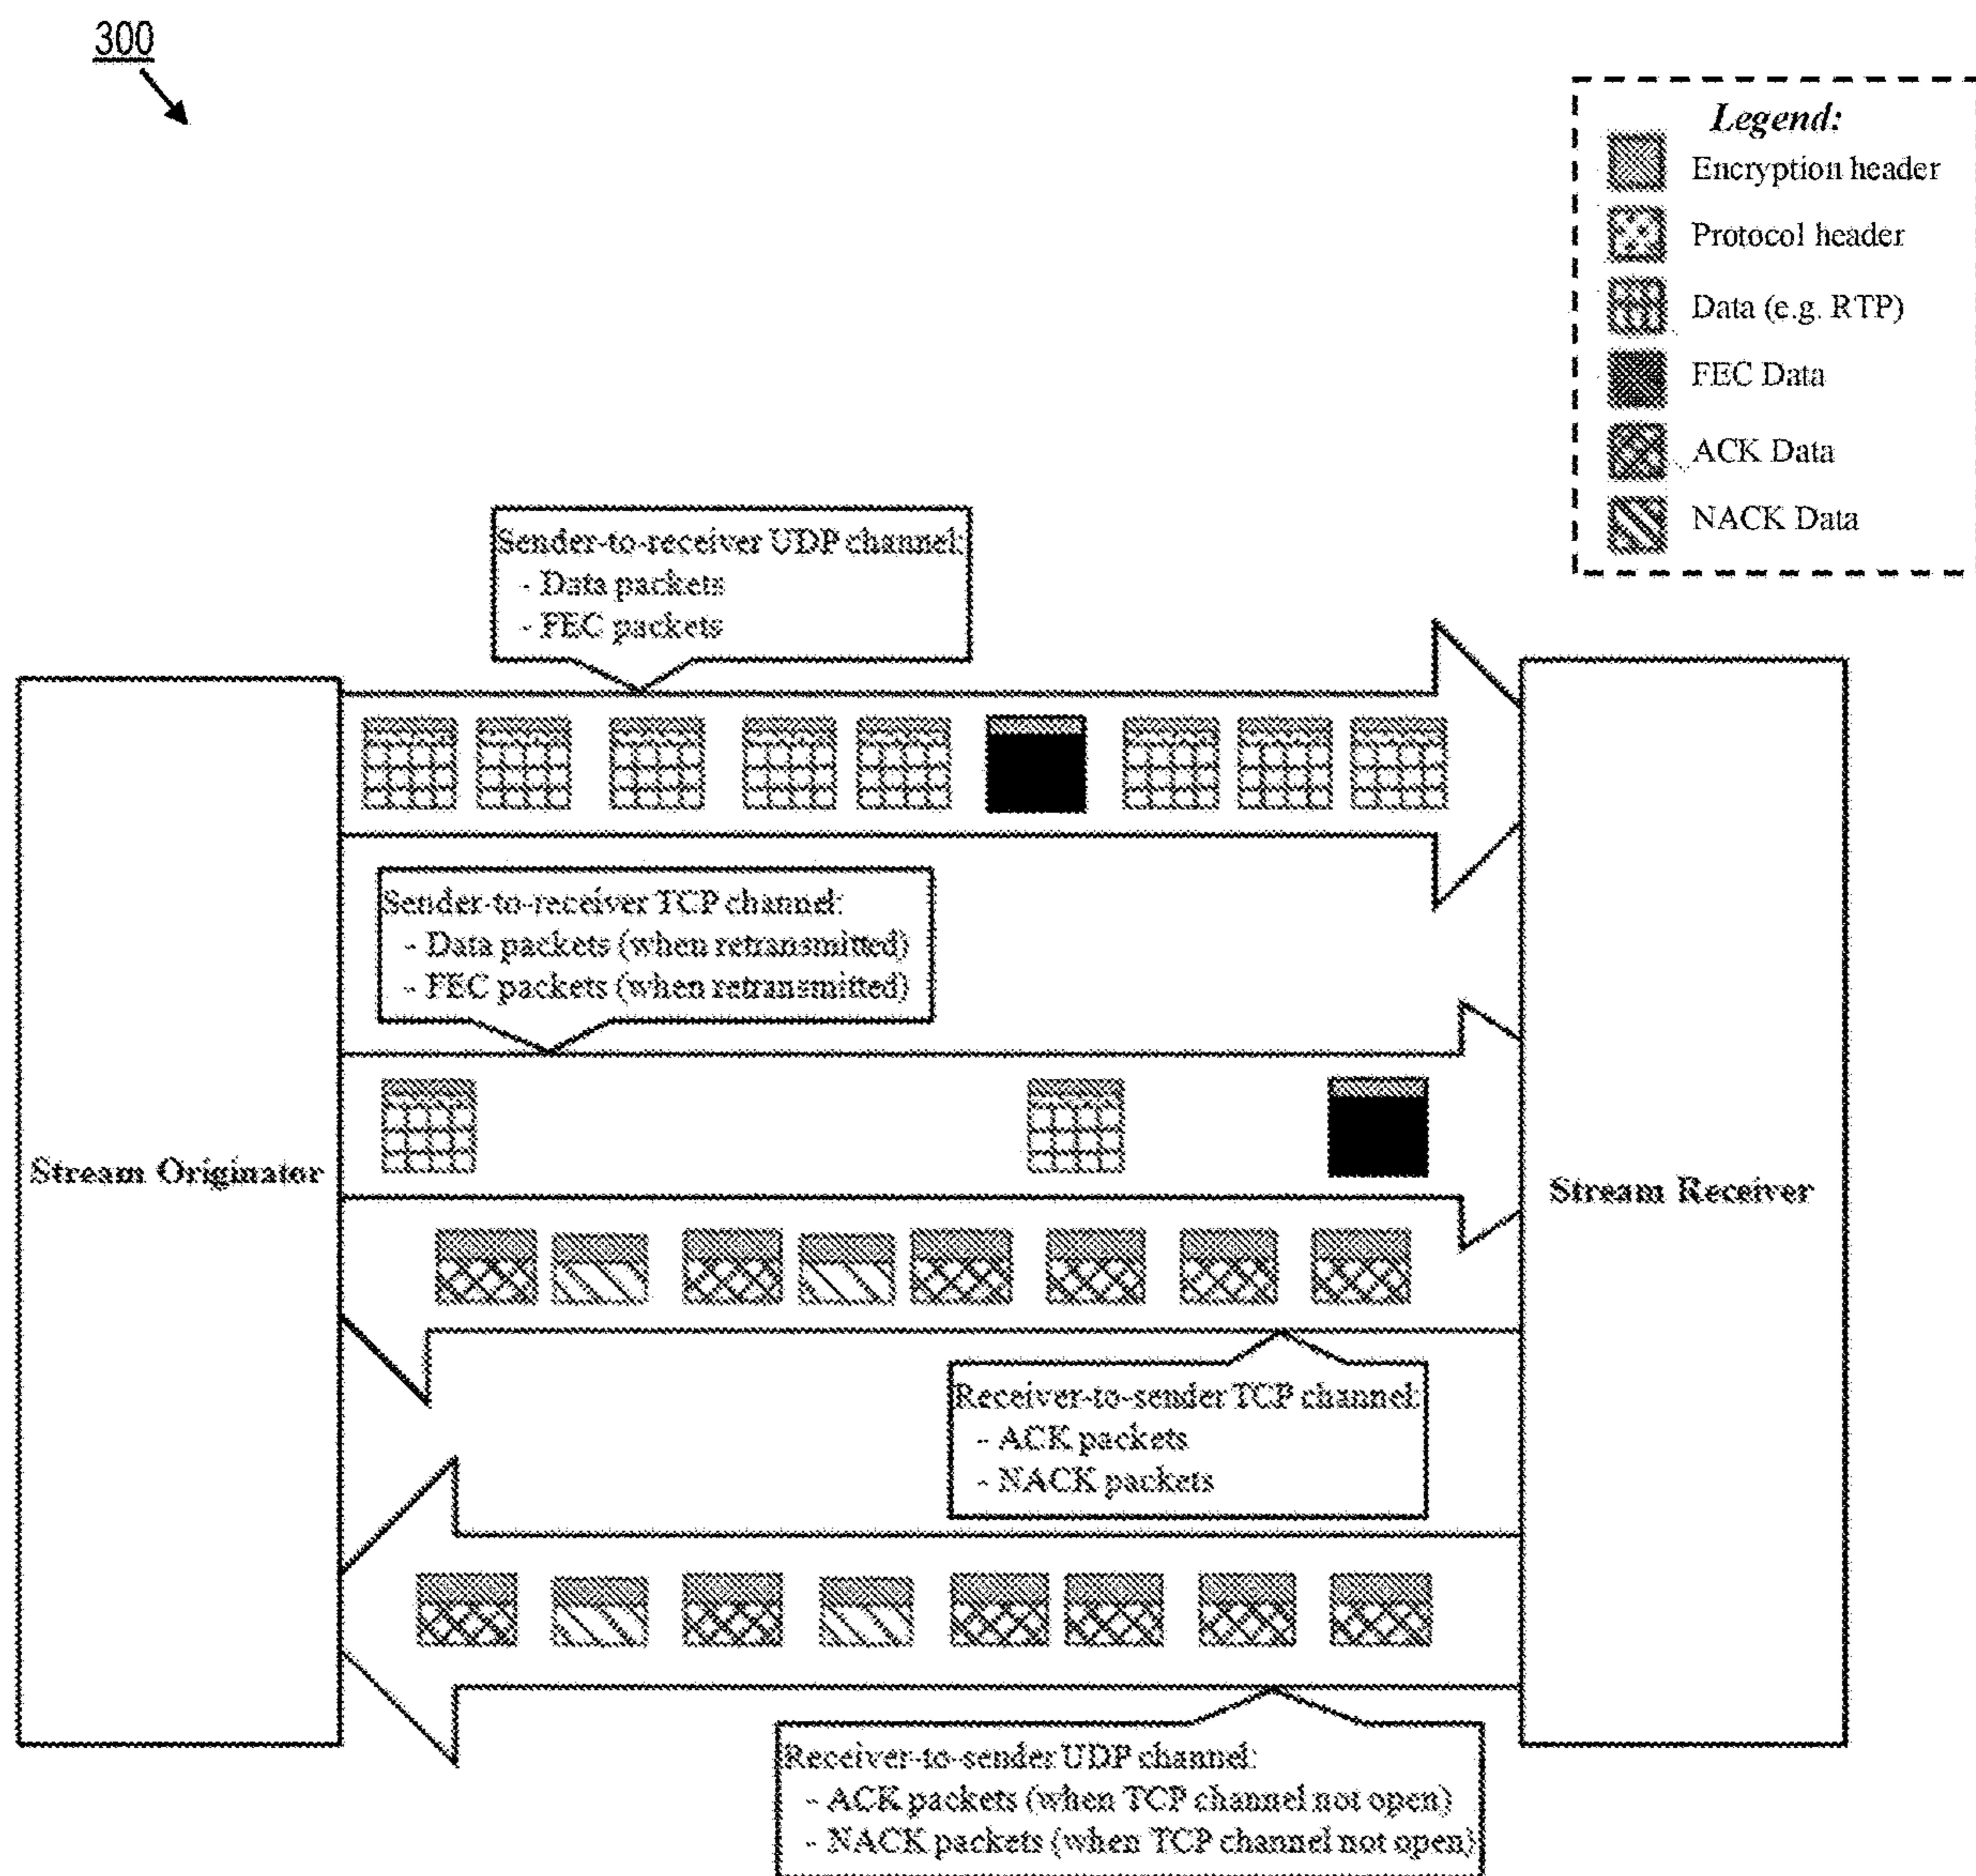 300
Legend:
Encryption header
Protocol header
Data (e.g. RTP)
FEC Data
ACK Data
NACK Data
Sender-to-receiver UDP channel:
- Data packets
- FEC packets
Sender-to-receiver TCP channel:
- Data packets (when retransmitted)
- FEC packets (when retransmitted)
Stream Originator
Stream Receiver
Receiver-to-sender TCP channel:
- ACK packets
- NACK packets
Receiver-to-sender UDP channel:
- ACK packets (when TCP channel not open)
- NACK packets (when TCP channel not open)